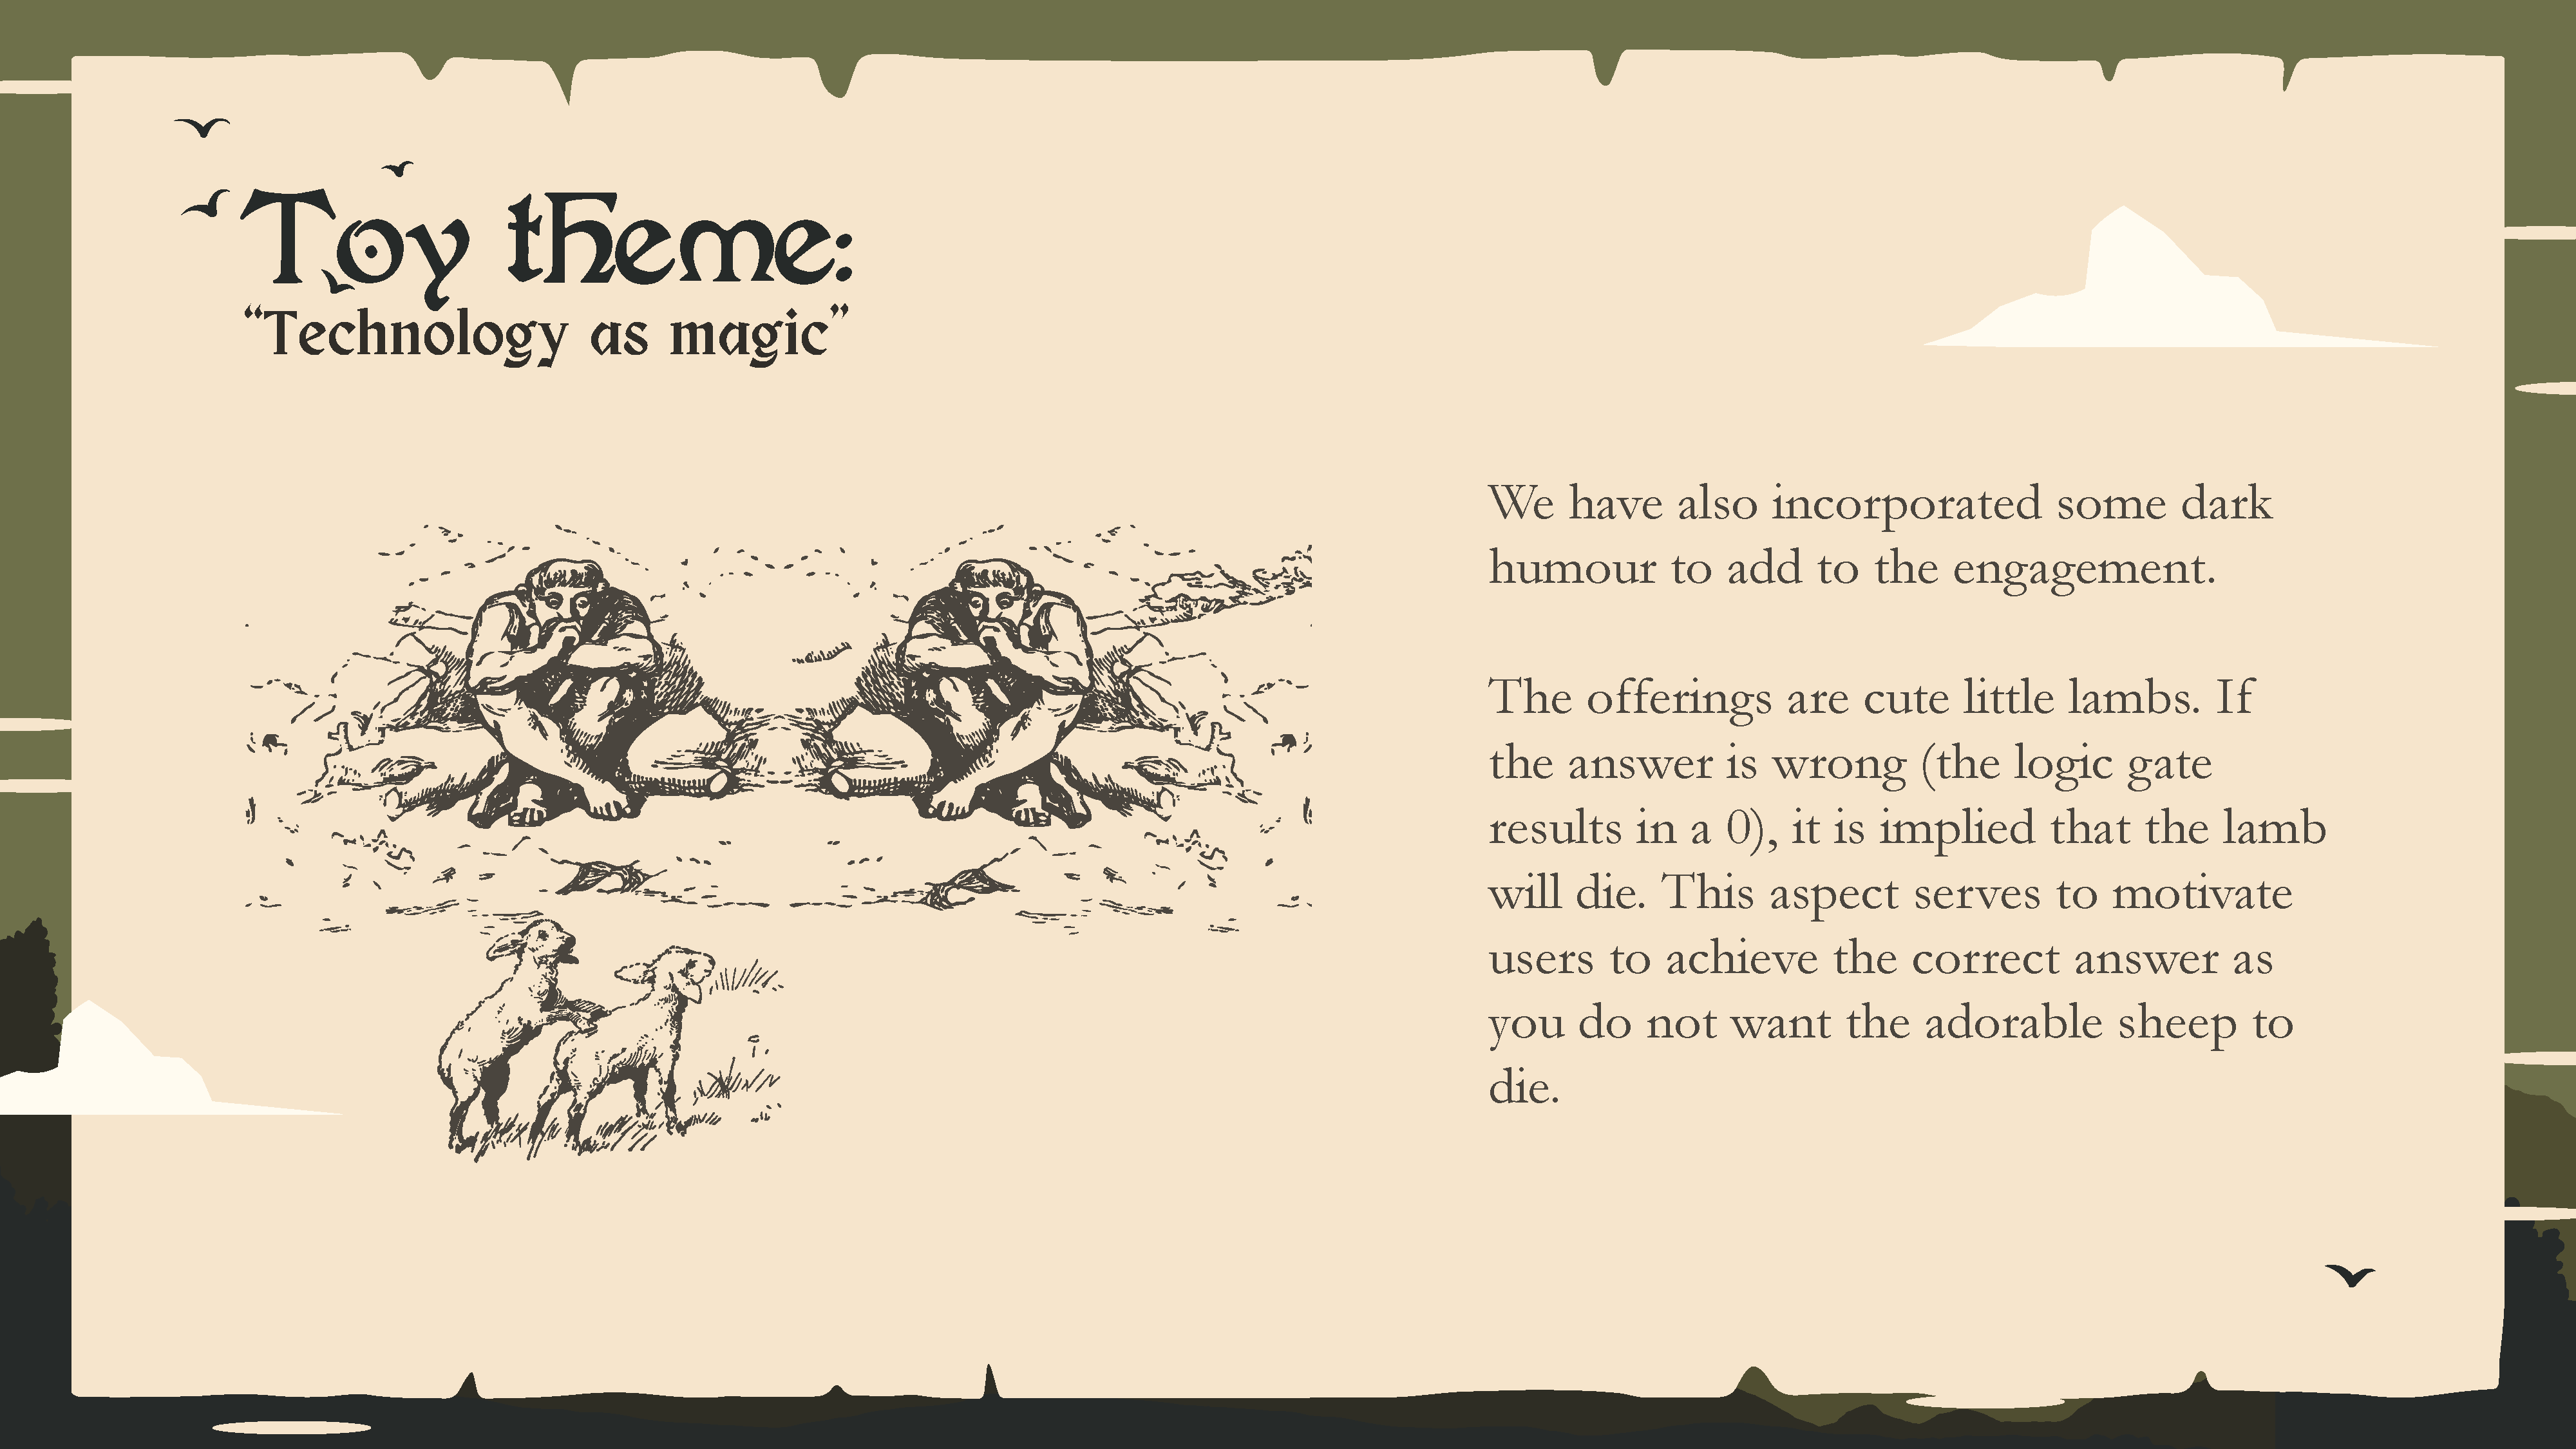 Toy theme:
“Technology as magic”
We have also incorporated some dark
humour to add to the engagement.
The offerings are cute little lambs. If
the answer is wrong (the logic gate
results in a 0), it is implied that the lamb
will die. This aspect serves to motivate
users to achieve the correct answer as
you do not want the adorable sheep to
die.